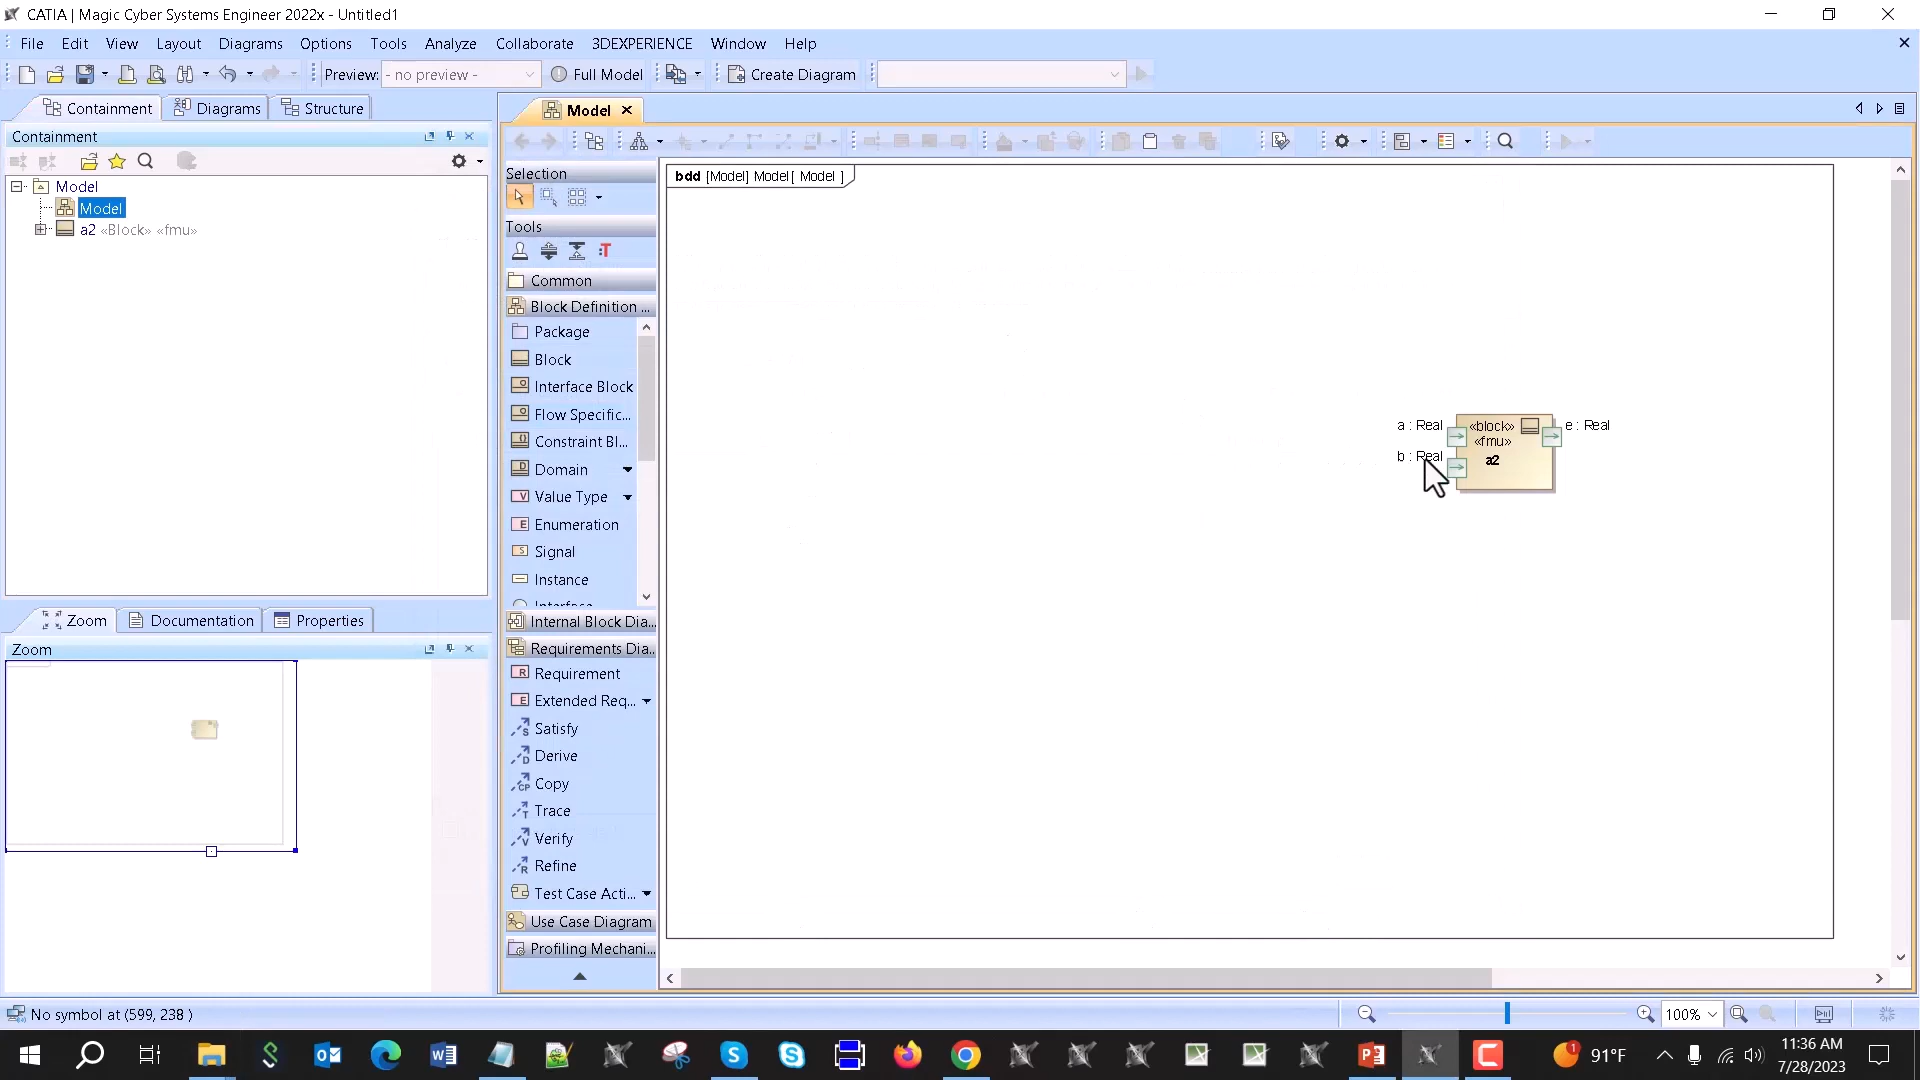 CATIA | Magic Cyber Systems Engineer 2022x - Untitled1
File Edit View Layout Diagrams Options Tools Analyze Collaborate 3DEXPERIENCE Window Help
Preview: - no preview - Full Model Create Diagram
Containment Diagrams Structure
Model
Containment
Model
Model
a2 «Block» «fmu»
Selection
Tools
Common
Block Definition ...
Package
Block
Interface Block
Flow Specific...
Constraint Bl...
Domain
Value Type
Enumeration
Signal
Instance
Interface
Internal Block Dia...
Requirements Dia...
Requirement
Extended Req...
Satisfy
Derive
Copy
Trace
Verify
Refine
Test Case Acti...
Use Case Diagram
Profiling Mechani...
bdd [Model] Model[ Model ]
a : Real
b : Real
«block»
«fmu»
a2
e : Real
Zoom Documentation Properties
Zoom
No symbol at (599, 238 )
100%
91°F
11:36 AM
7/28/2023